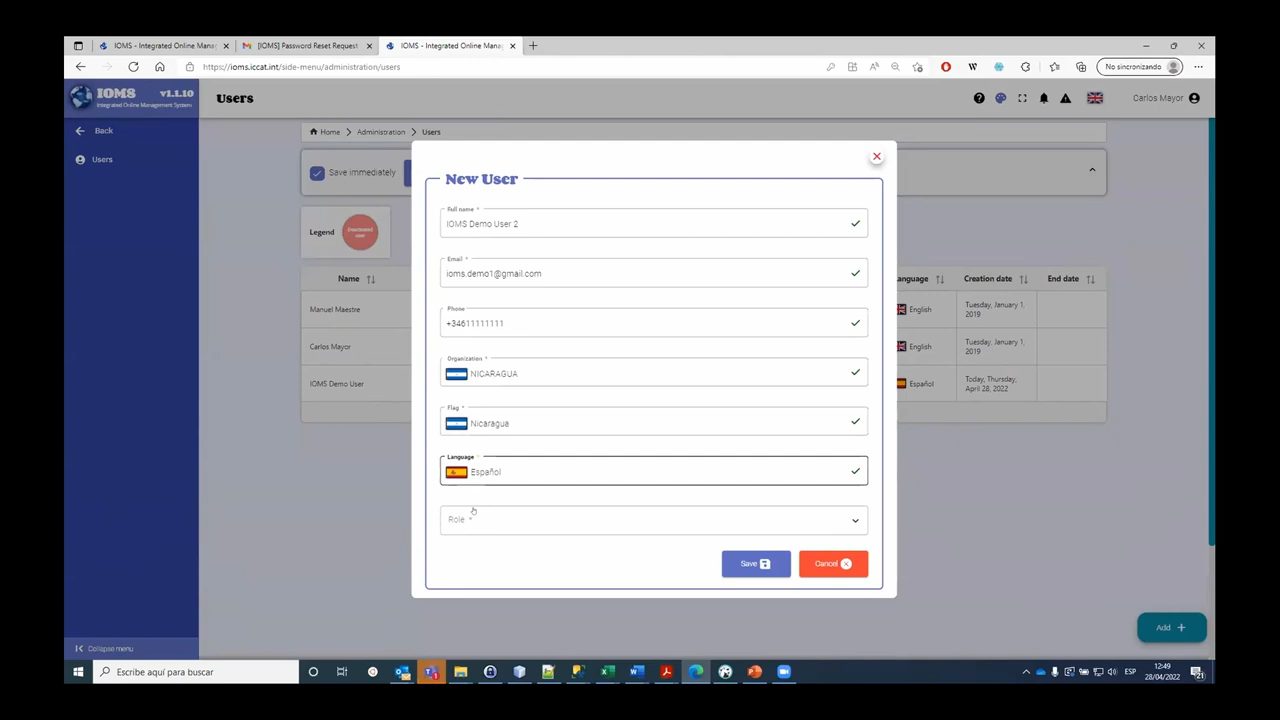 IOMS - Integrated Online Mana
[IOMS] Password Reset Request
IOMS - Integrated Online Mana
https://ioms.iccat.int/side-menu/administration/users
No sincronizando
IOMS v1.1.10
Integrated Online Management System
Users
Carlos Mayor
Back
Users
Home > Administration > Users
Save immediately
Legend
Deactivated user
Name
anguage
Creation date
End date
Manuel Maestre
English
Tuesday, January 1, 2019
Carlos Mayor
English
Tuesday, January 1, 2019
IOMS Demo User
Español
Today, Thursday, April 28, 2022
New User
Full name *
IOMS Demo User 2
Email *
ioms.demo1@gmail.com
Phone
+34611111111
Organization *
NICARAGUA
Flag *
Nicaragua
Language *
Español
Role *
Save
Cancel
Add +
Collapse menu
Escribe aquí para buscar
ESP
12:49
28/04/2022
21